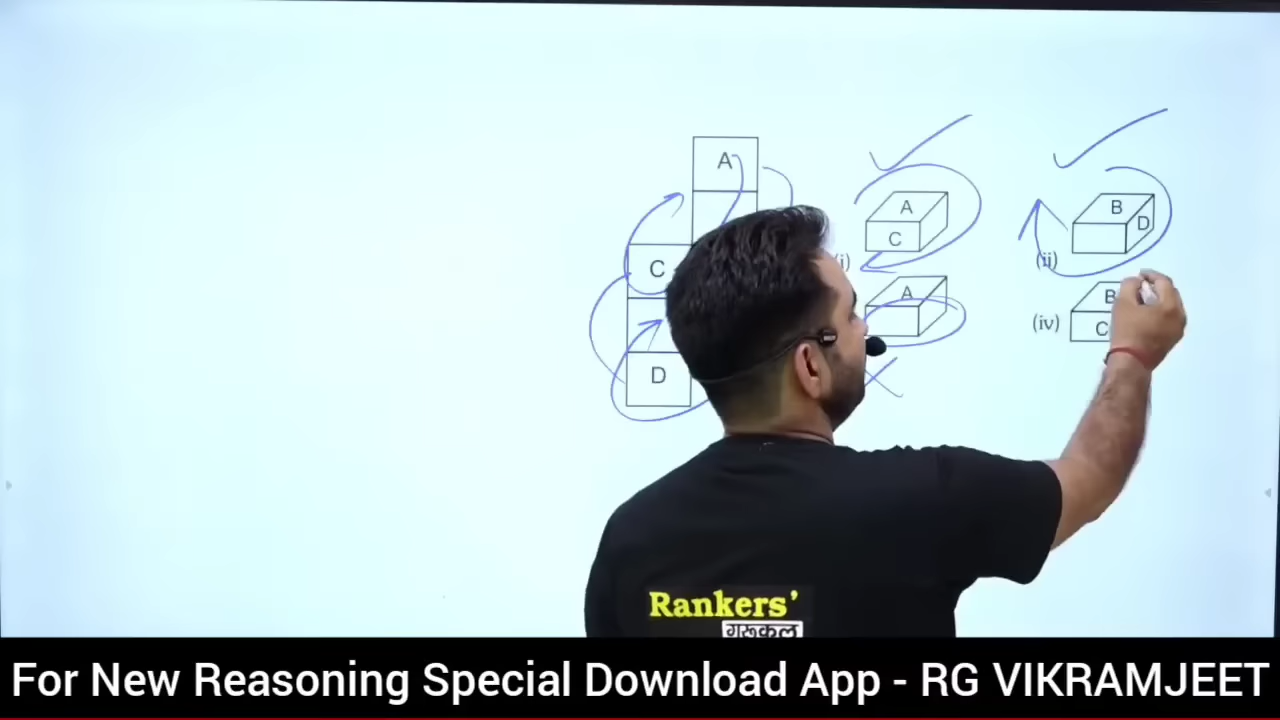 A
C
D
A
C
(i)
B
D
(ii)
A
B
C
(iv)
Rankers'
गुरूकुल
For New Reasoning Special Download App - RG VIKRAMJEET